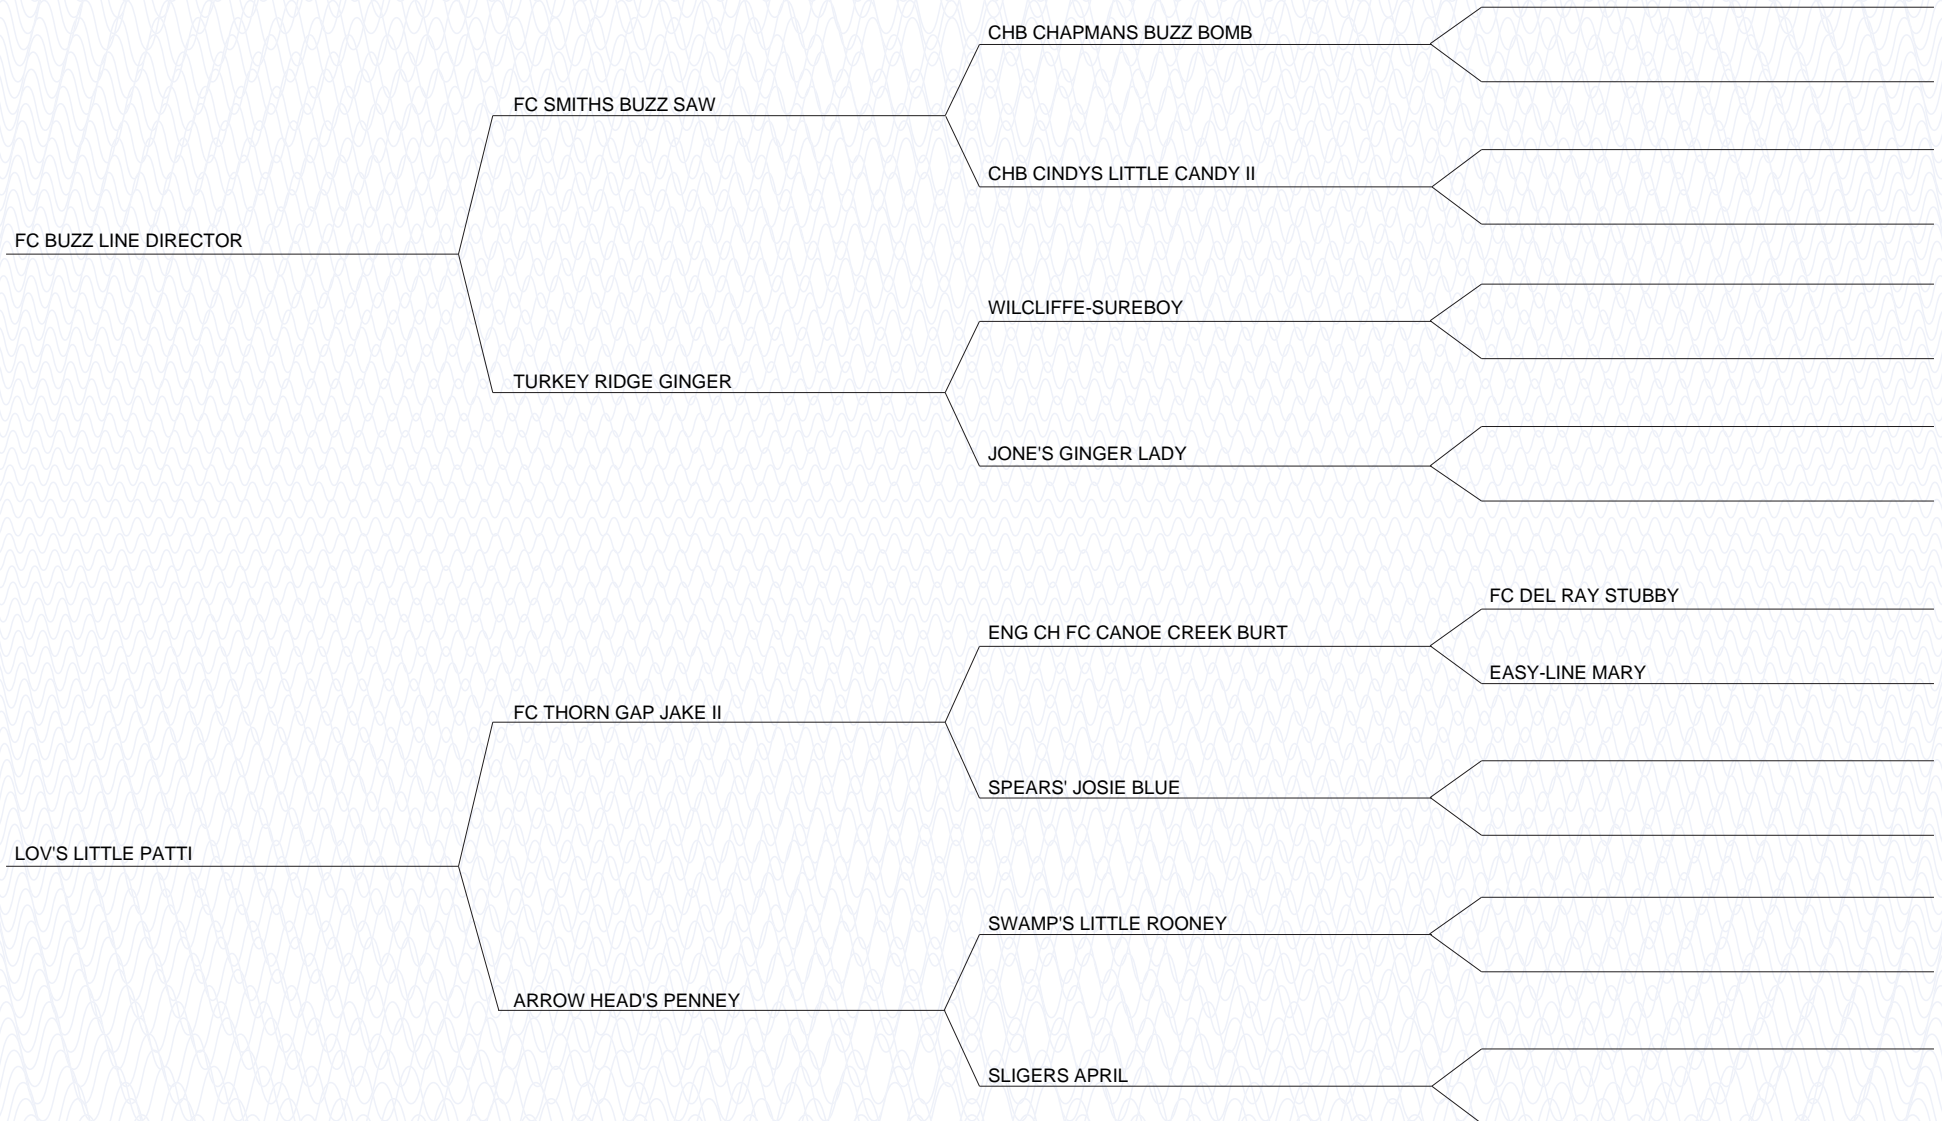 CHB CHAPMANS BUZZ BOMB
FC SMITHS BUZZ SAW
CHB CINDYS LITTLE CANDY II
FC BUZZ LINE DIRECTOR
WILCLIFFE-SUREBOY
TURKEY RIDGE GINGER
JONE'S GINGER LADY
FC DEL RAY STUBBY
ENG CH FC CANOE CREEK BURT
EASY-LINE MARY
FC THORN GAP JAKE II
SPEARS' JOSIE BLUE
LOV'S LITTLE PATTI
SWAMP'S LITTLE ROONEY
ARROW HEAD'S PENNEY
SLIGERS APRIL